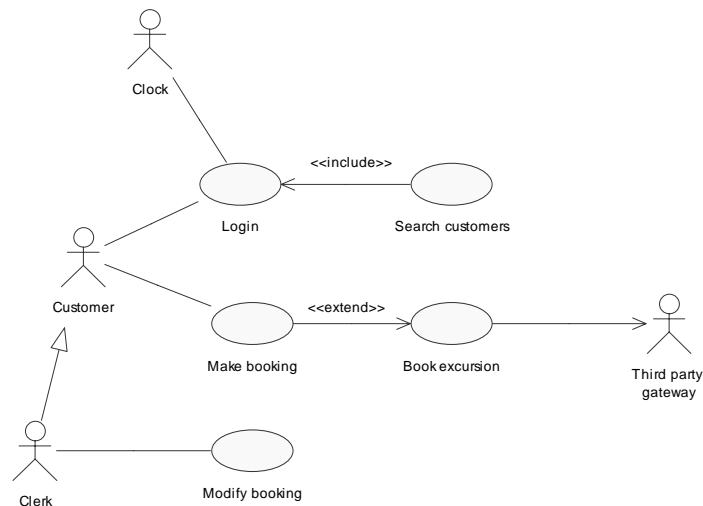 Clock
<<include>>
Login
Search customers
Customer
<<extend>>
Make booking
Book excursion
Third party
gateway
Modify booking
Clerk